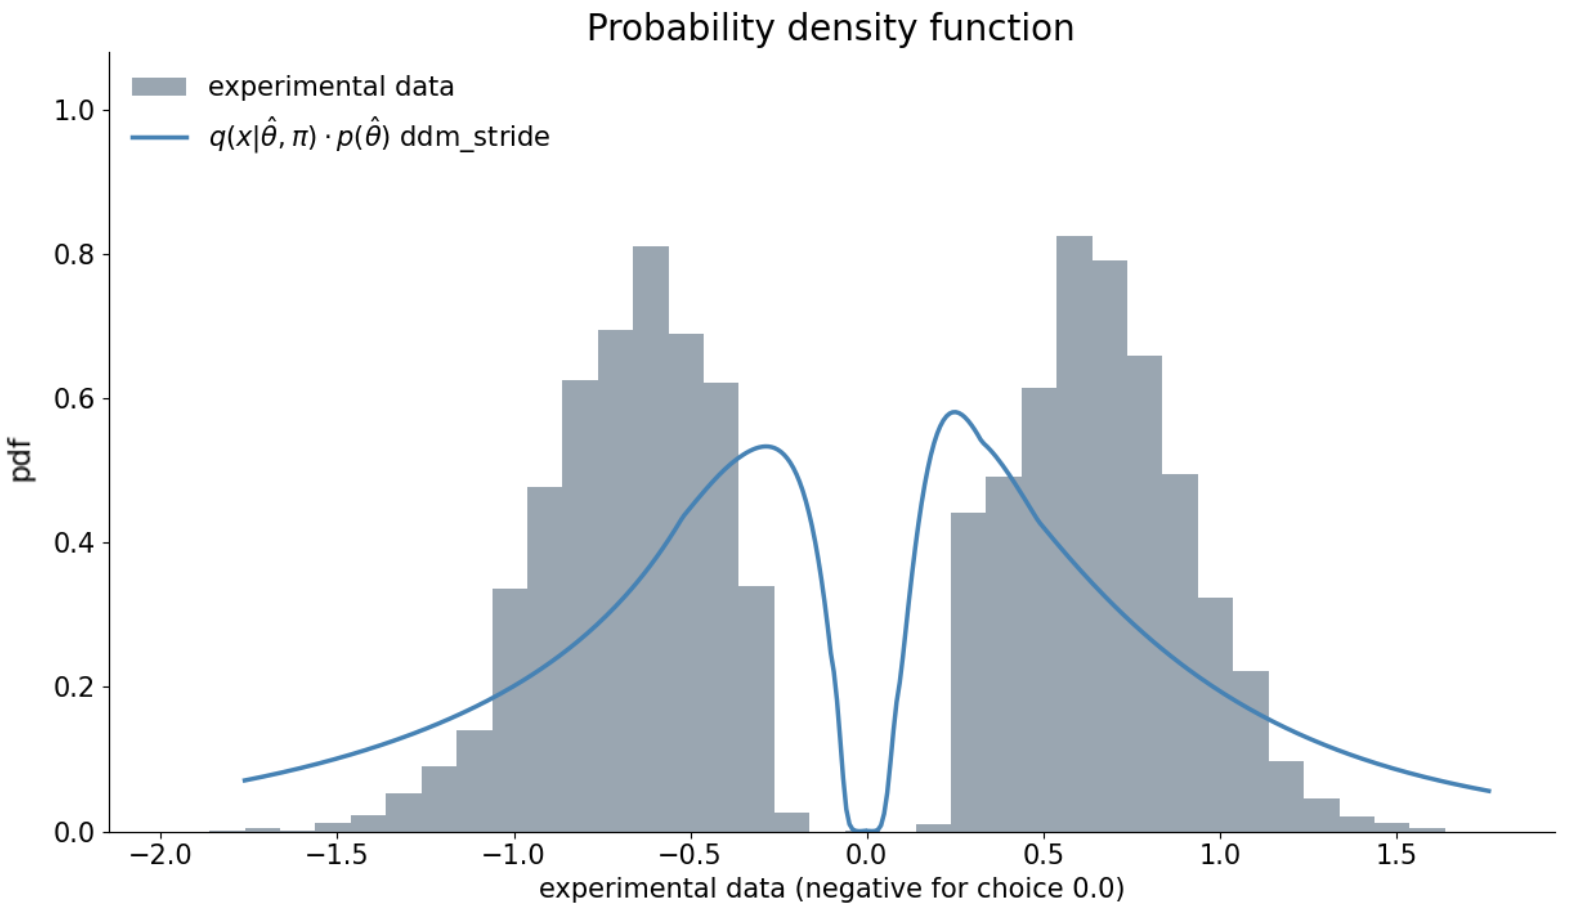 Probability density function
experimental data
q(x|θ̂, π) · p(θ̂) ddm_stride
1.0
0.8
0.6
0.4
0.2
0.0
pdf
−2.0 −1.5 −1.0 −0.5 0.0 0.5 1.0 1.5
experimental data (negative for choice 0.0)